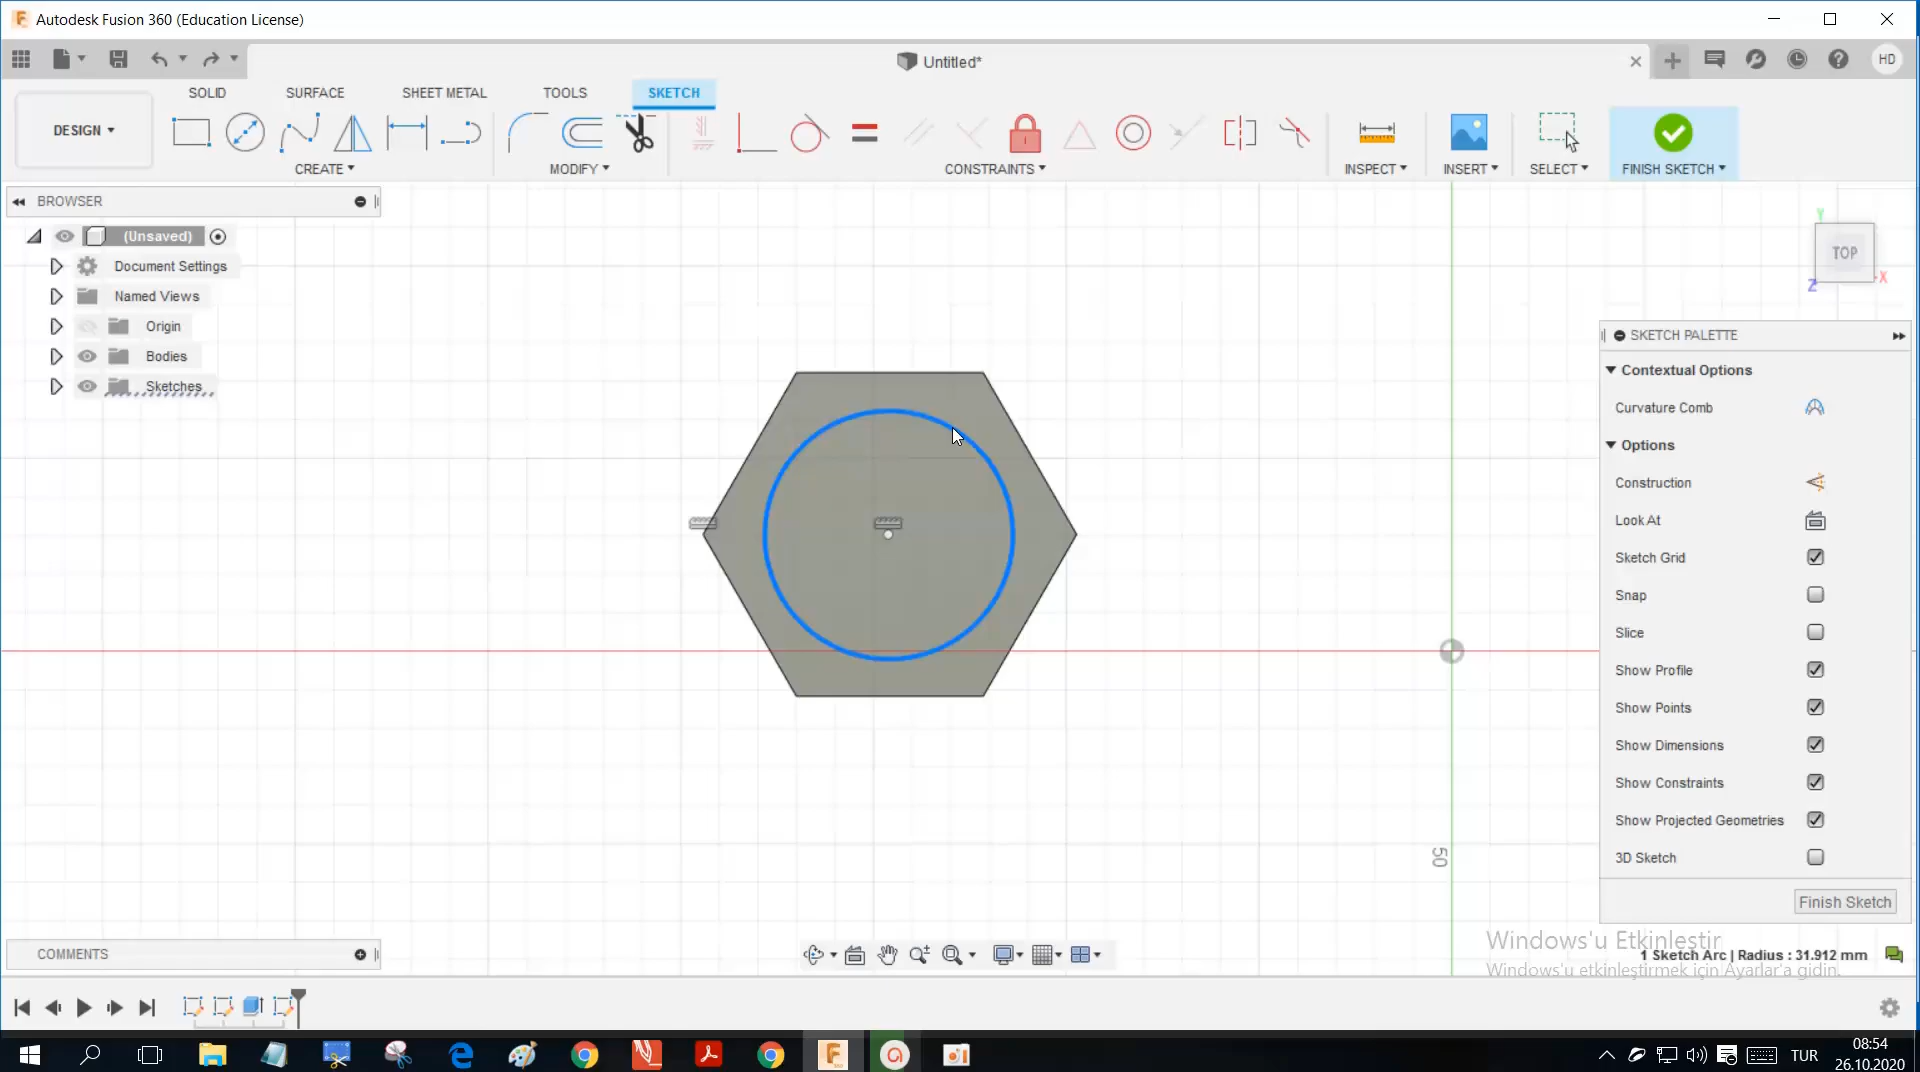 Autodesk Fusion 360 (Education License)
Untitled*
HD
SOLID
SURFACE
SHEET METAL
TOOLS
SKETCH
DESIGN
CREATE
MODIFY
CONSTRAINTS
INSPECT
INSERT
SELECT
FINISH SKETCH
BROWSER
(Unsaved)
Document Settings
Named Views
Origin
Bodies
Sketches
Y
TOP
X
Z
SKETCH PALETTE
Contextual Options
Curvature Comb
Options
Construction
Look At
Sketch Grid
Snap
Slice
Show Profile
Show Points
Show Dimensions
Show Constraints
Show Projected Geometries
3D Sketch
Finish Sketch
50
Windows'u Etkinleştir
Windows'u etkinleştirmek için Ayarlar'a gidin.
1 Sketch Arc | Radius : 31.912 mm
COMMENTS
TUR
08:54
26.10.2020